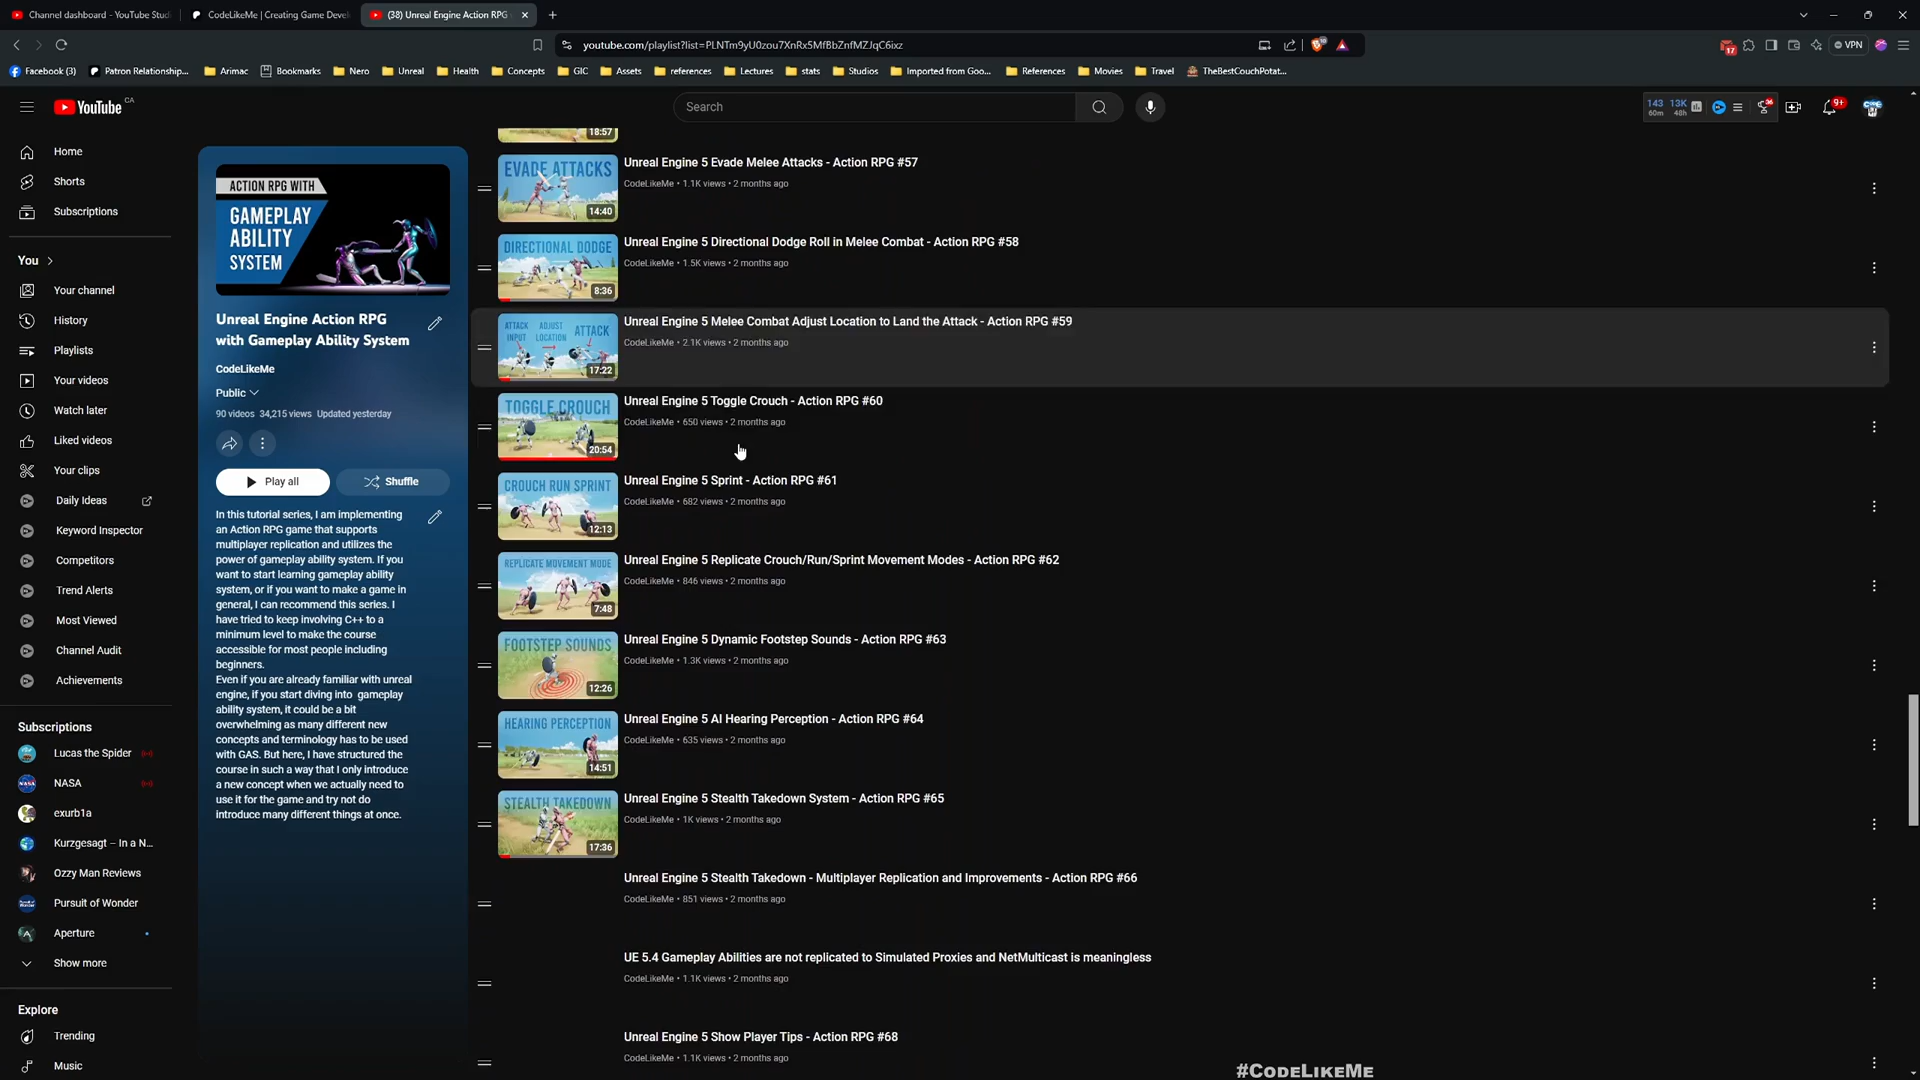 Channel dashboard - YouTube Stud
CodeLikeMe | Creating Game Devel
(38) Unreal Engine Action RPG
youtube.com/playlist?list=PLNTm9yU0zou7XnRx5MfBbZnfMZJqC6ixz
17
VPN
Facebook (3)
Patron Relationship...
Arimac
Bookmarks
Nero
Unreal
Health
Concepts
GIC
Assets
references
Lectures
stats
Studios
Imported from Goo...
References
Movies
Travel
TheBestCouchPotat...
YouTube CA
Search
143 60m
13K 48h
9+
Home
Shorts
Subscriptions
You
Your channel
History
Playlists
Your videos
Watch later
Liked videos
Your clips
Daily Ideas
Keyword Inspector
Competitors
Trend Alerts
Most Viewed
Channel Audit
Achievements
Subscriptions
Lucas the Spider
NASA
exurb1a
Kurzgesagt – In a N...
Ozzy Man Reviews
Pursuit of Wonder
Aperture
Show more
Explore
Trending
Music
ACTION RPG WITH
GAMEPLAY
ABILITY
SYSTEM
Unreal Engine Action RPG
with Gameplay Ability System
CodeLikeMe
Public
90 videos 34,215 views Updated yesterday
Play all
Shuffle
In this tutorial series, I am implementing
an Action RPG game that supports
multiplayer replication and utilizes the
power of gameplay ability system. If you
want to start learning gameplay ability
system, or if you want to make a game in
general, I can recommend this series. I
have tried to keep involving C++ to a
minimum level to make the course
accessible for most people including
beginners.
Even if you are already familiar with unreal
engine, if you start diving into gameplay
ability system, it could be a bit
overwhelming as many different new
concepts and terminology has to be used
with GAS. But here, I have structured the
course in such a way that I only introduce
a new concept when we actually need to
use it for the game and try not do
introduce many different things at once.
18:57
EVADE ATTACKS
14:40
Unreal Engine 5 Evade Melee Attacks - Action RPG #57
CodeLikeMe • 1.1K views • 2 months ago
DIRECTIONAL DODGE
8:36
Unreal Engine 5 Directional Dodge Roll in Melee Combat - Action RPG #58
CodeLikeMe • 1.5K views • 2 months ago
ATTACK INPUT
ADJUST LOCATION
ATTACK
17:22
Unreal Engine 5 Melee Combat Adjust Location to Land the Attack - Action RPG #59
CodeLikeMe • 2.1K views • 2 months ago
TOGGLE CROUCH
20:54
Unreal Engine 5 Toggle Crouch - Action RPG #60
CodeLikeMe • 650 views • 2 months ago
CROUCH RUN SPRINT
12:13
Unreal Engine 5 Sprint - Action RPG #61
CodeLikeMe • 682 views • 2 months ago
REPLICATE MOVEMENT MODE
7:48
Unreal Engine 5 Replicate Crouch/Run/Sprint Movement Modes - Action RPG #62
CodeLikeMe • 846 views • 2 months ago
FOOTSTEP SOUNDS
12:26
Unreal Engine 5 Dynamic Footstep Sounds - Action RPG #63
CodeLikeMe • 1.3K views • 2 months ago
HEARING PERCEPTION
14:51
Unreal Engine 5 AI Hearing Perception - Action RPG #64
CodeLikeMe • 635 views • 2 months ago
STEALTH TAKEDOWN
17:36
Unreal Engine 5 Stealth Takedown System - Action RPG #65
CodeLikeMe • 1K views • 2 months ago
Unreal Engine 5 Stealth Takedown - Multiplayer Replication and Improvements - Action RPG #66
CodeLikeMe • 851 views • 2 months ago
UE 5.4 Gameplay Abilities are not replicated to Simulated Proxies and NetMulticast is meaningless
CodeLikeMe • 1.1K views • 2 months ago
Unreal Engine 5 Show Player Tips - Action RPG #68
CodeLikeMe • 1.1K views • 2 months ago
#CodeLikeMe